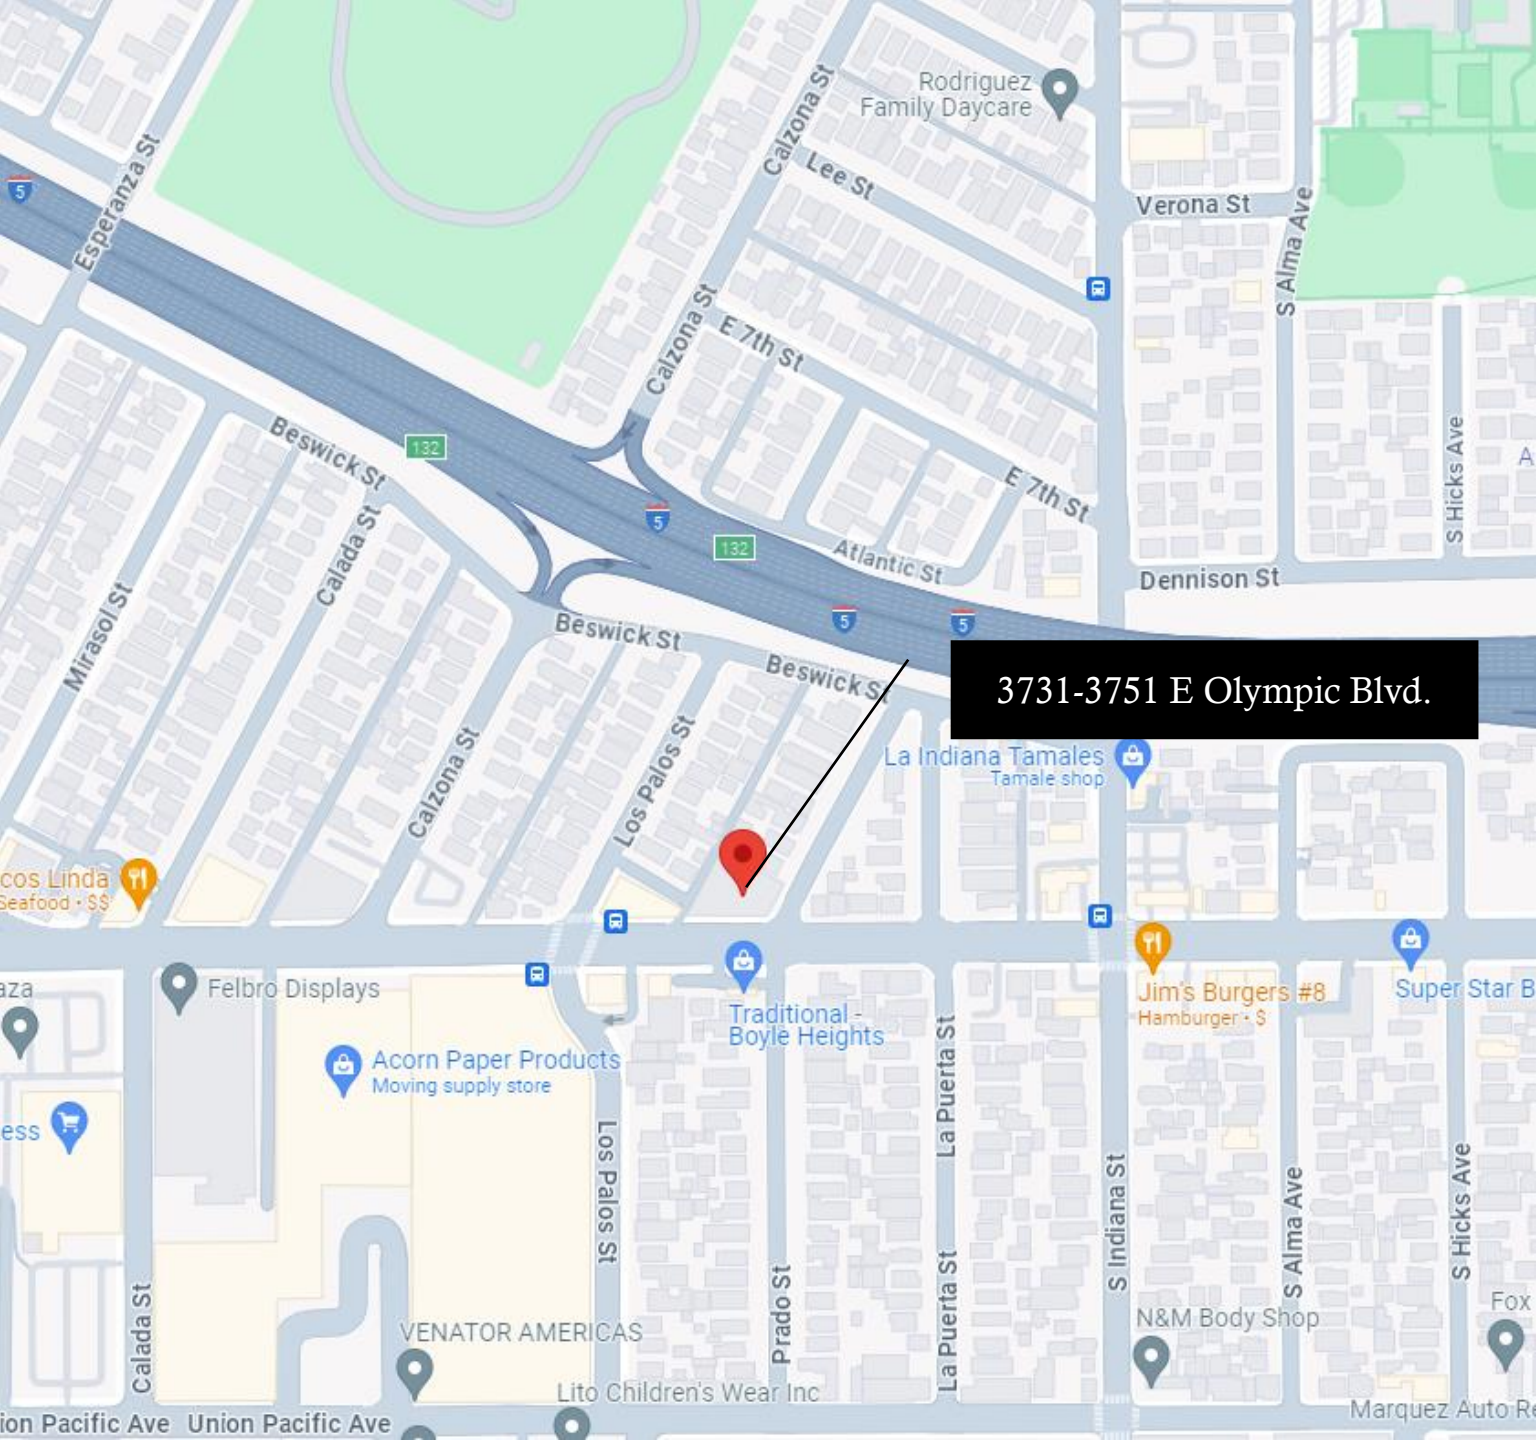 Rodriguez
Family Daycare
Calzona St
Lee St
Esperanza St
5
Verona St
S Alma Ave
Calzona St
E 7th St
Beswick St
132
S Hicks Ave
A
E 7th St
5
132
Calada St
Atlantic St
Dennison St
Mirasol St
5
5
Beswick St
Beswick St
3731-3751 E Olympic Blvd.
Calzona St
Los Palos St
La Indiana Tamales
Tamale shop
cos Linda
Seafood · $$
aza
Felbro Displays
Jim's Burgers #8
Hamburger · $
Super Star B
Traditional -
Boyle Heights
Acorn Paper Products
Moving supply store
ess
La Puerta St
Los Palos St
S Indiana St
S Alma Ave
S Hicks Ave
Calada St
Prado St
La Puerta St
N&M Body Shop
Fox
VENATOR AMERICAS
Lito Children's Wear Inc
Marquez Auto Re
ion Pacific Ave
Union Pacific Ave